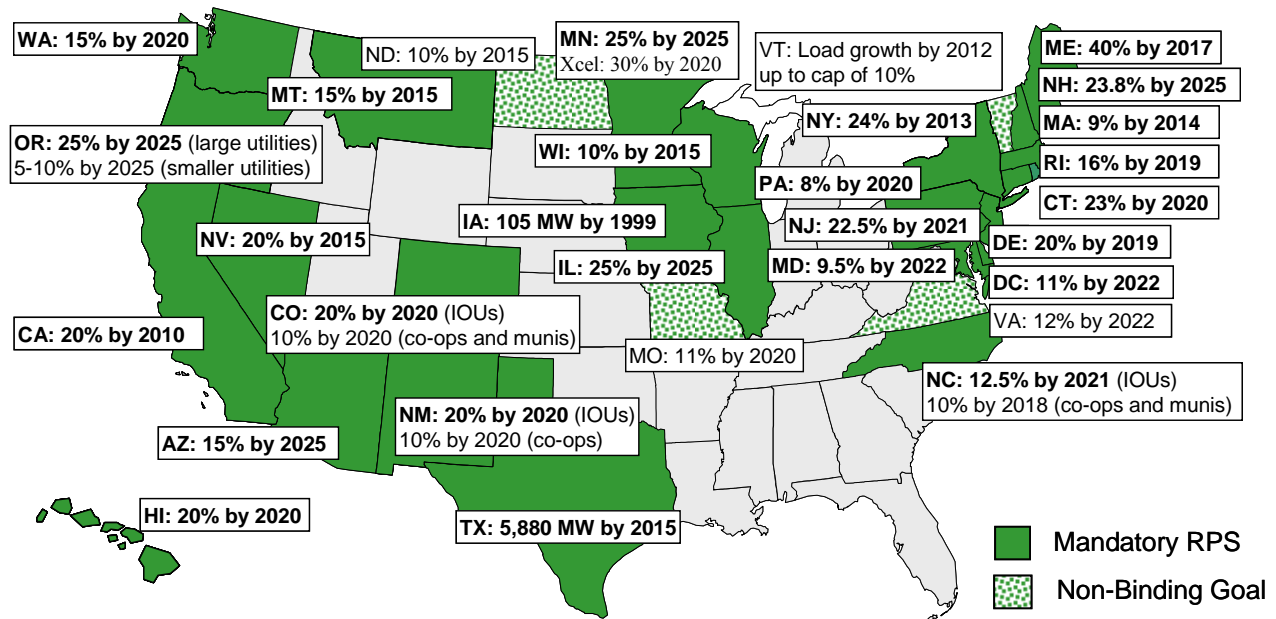 WA: 15% by 2020
ND: 10% by 2015
MN: 25% by 2025
Xcel: 30% by 2020
VT: Load growth by 2012
up to cap of 10%
ME: 40% by 2017
NH: 23.8% by 2025
MT: 15% by 2015
NY: 24% by 2013
MA: 9% by 2014
OR: 25% by 2025 (large utilities)
5-10% by 2025 (smaller utilities)
WI: 10% by 2015
RI: 16% by 2019
PA: 8% by 2020
CT: 23% by 2020
IA: 105 MW by 1999
NJ: 22.5% by 2021
NV: 20% by 2015
DE: 20% by 2019
IL: 25% by 2025
MD: 9.5% by 2022
DC: 11% by 2022
CO: 20% by 2020 (IOUs)
10% by 2020 (co-ops and munis)
VA: 12% by 2022
CA: 20% by 2010
MO: 11% by 2020
NC: 12.5% by 2021 (IOUs)
10% by 2018 (co-ops and munis)
NM: 20% by 2020 (IOUs)
10% by 2020 (co-ops)
AZ: 15% by 2025
HI: 20% by 2020
TX: 5,880 MW by 2015
Mandatory RPS
Non-Binding Goal